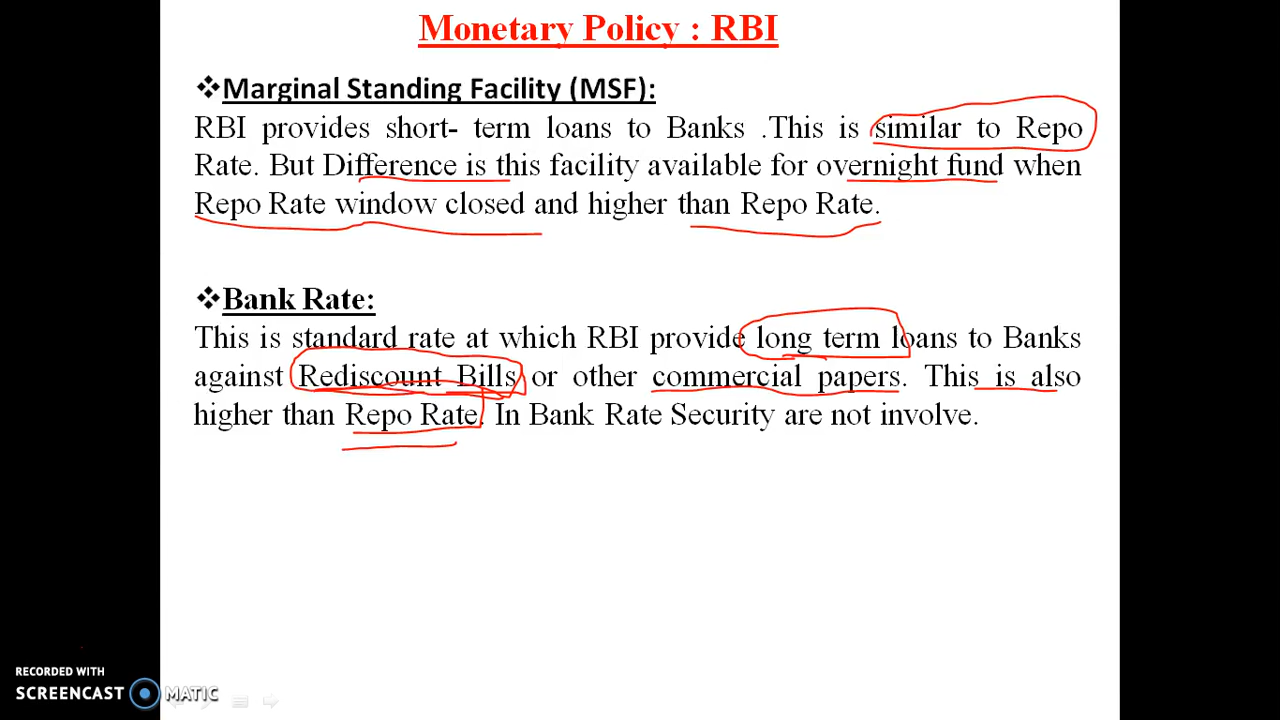 Monetary Policy : RBI
❖Marginal Standing Facility (MSF):
RBI provides short- term loans to Banks .This is similar to Repo
Rate. But Difference is this facility available for overnight fund when
Repo Rate window closed and higher than Repo Rate.
❖Bank Rate:
This is standard rate at which RBI provide long term loans to Banks
against Rediscount Bills or other commercial papers. This is also
higher than Repo Rate. In Bank Rate Security are not involve.
RECORDED WITH
SCREENCAST MATIC